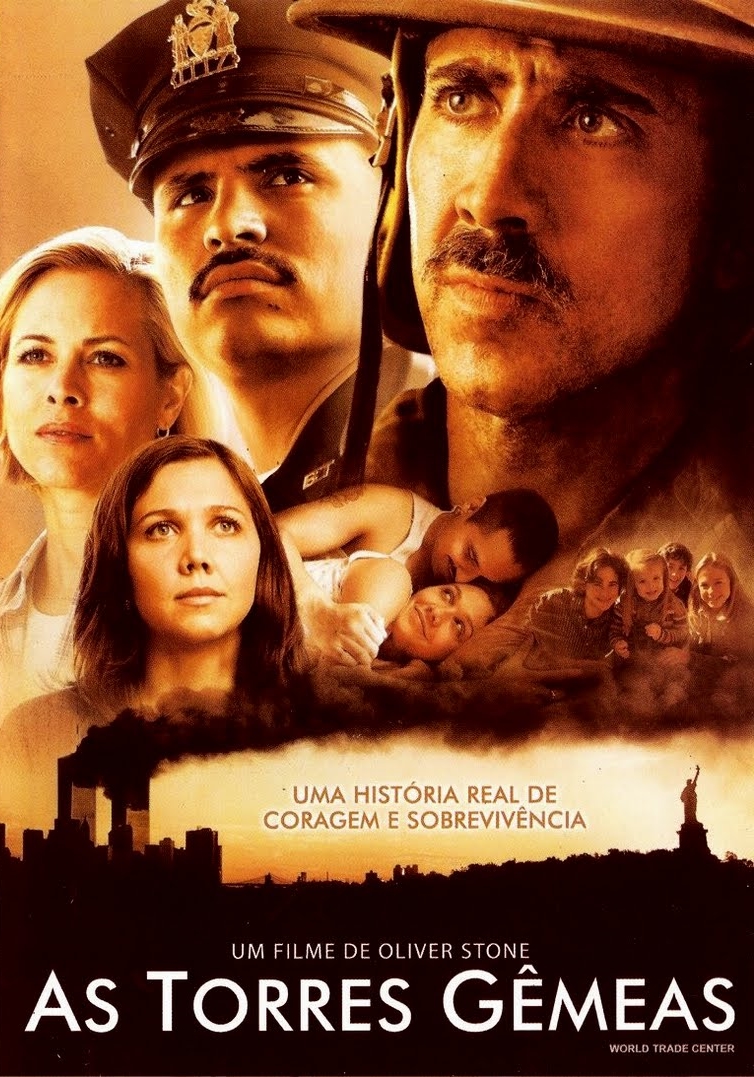 UMA HISTÓRIA REAL DE
CORAGEM E SOBREVIVÊNCIA
UM FILME DE OLIVER STONE
AS TORRES GÊMEAS
WORLD TRADE CENTER